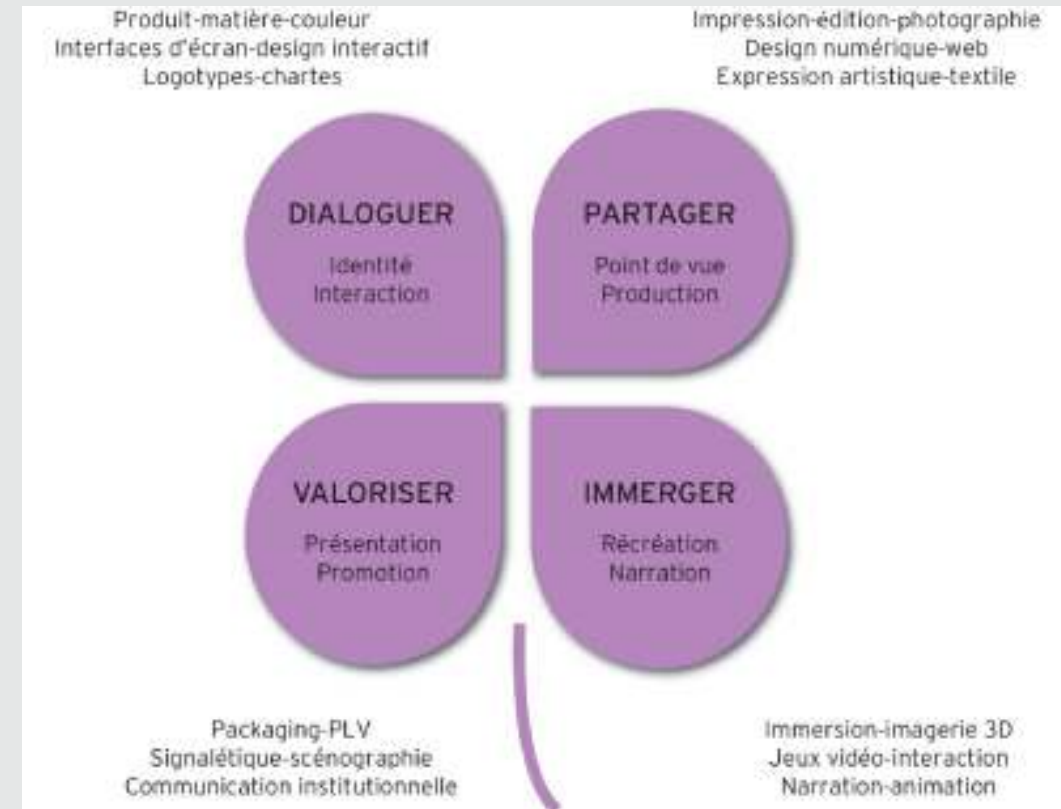 Produit-matière-couleur
Interfaces d'écran-design interactif
Logotypes-chartes
Impression-édition-photographie
Design numérique-web
Expression artistique-textile
DIALOGUER
Identité
Interaction
PARTAGER
Point de vue
Production
VALORISER
Présentation
Promotion
IMMERGER
Récréation
Narration
Packaging-PLV
Signalétique-scénographie
Communication institutionnelle
Immersion-imagerie 3D
Jeux vidéo-interaction
Narration-animation